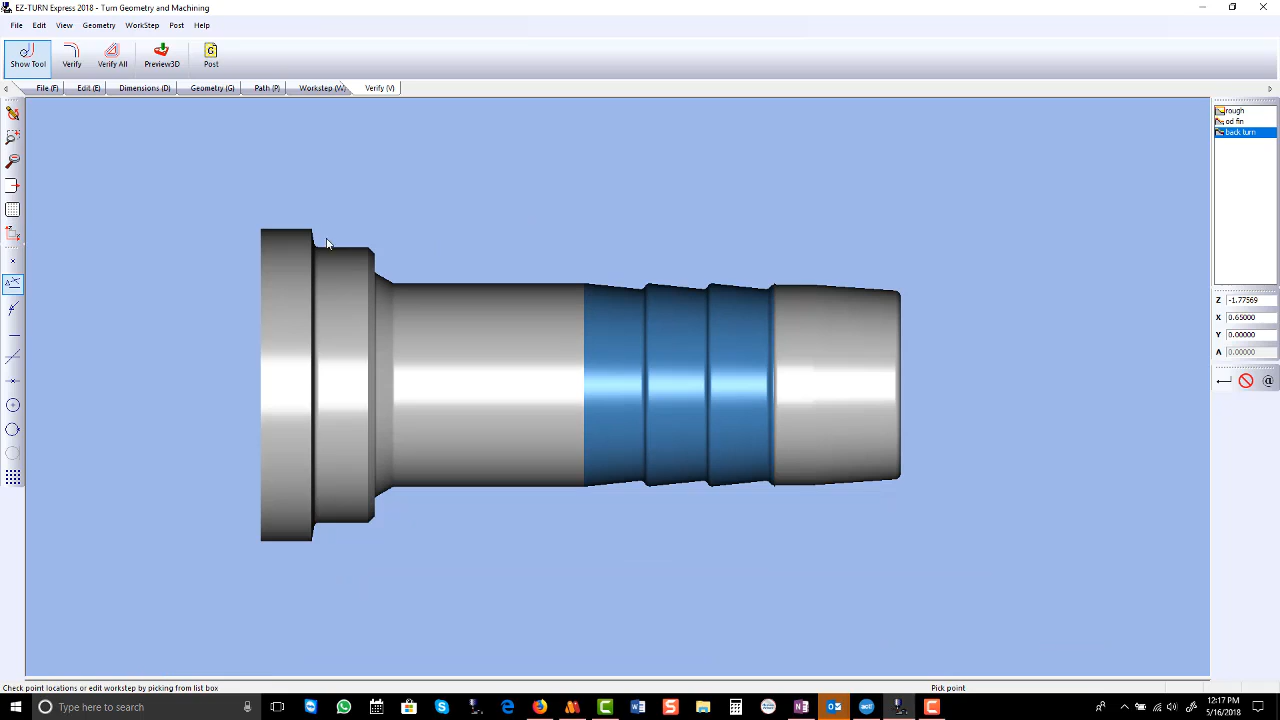 EZ-TURN Express 2018 - Turn Geometry and Machining
File Edit View Geometry WorkStep Post Help
Show Tool Verify Verify All Preview3D Post
File (F) Edit (E) Dimensions (D) Geometry (G) Path (P) Workstep (W) Verify (V)
rough
od fin
back turn
Z -1.77569
X 0.65000
Y 0.00000
A 0.00000
Check point locations or edit workstep by picking from list box Pick point
Type here to search
12:17 PM
5/16/2018